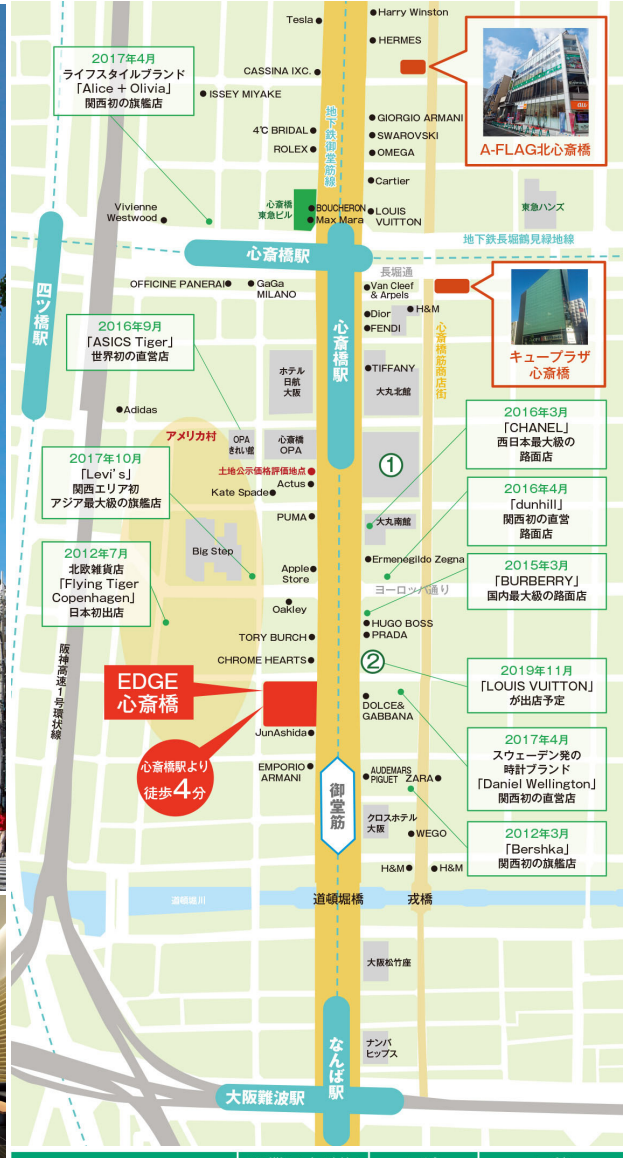 Tesla
Harry Winston
HERMES
2017年4月
ライフスタイルブランド
「Alice + Olivia」
関西初の旗艦店
CASSINA IXC.
ISSEY MIYAKE
地下鉄御堂筋線
GIORGIO ARMANI
4℃ BRIDAL
SWAROVSKI
ROLEX
OMEGA
A-FLAG北心斎橋
Cartier
心斎橋
東急ビル
BOUCHERON
Max Mara
LOUIS
VUITTON
東急ハンズ
Vivienne
Westwood
地下鉄長堀鶴見緑地線
心斎橋駅
四ツ橋駅
長堀通
OFFICINE PANERAI
GaGa
MILANO
Van Cleef
& Arpels
Dior
H&M
FENDI
心斎橋駅
心斎橋筋商店街
キュープラザ
心斎橋
2016年9月
「ASICS Tiger」
世界初の直営店
ホテル
日航
大阪
TIFFANY
大丸北館
Adidas
アメリカ村
OPA
きれい館
心斎橋
OPA
①
2016年3月
「CHANEL」
西日本最大級の
路面店
2017年10月
「Levi's」
関西エリア初
アジア最大級の旗艦店
土地公示価格評価地点
Actus
Kate Spade
PUMA
大丸南館
2016年4月
「dunhill」
関西初の直営
路面店
Big Step
2012年7月
北欧雑貨店
「Flying Tiger
Copenhagen」
日本初出店
Apple
Store
Ermenegildo Zegna
ヨーロッパ通り
2015年3月
「BURBERRY」
国内最大級の路面店
Oakley
HUGO BOSS
PRADA
TORY BURCH
CHROME HEARTS
②
2019年11月
「LOUIS VUITTON」
が出店予定
阪神高速1号環状線
EDGE
心斎橋
DOLCE&
GABBANA
JunAshida
2017年4月
スウェーデン発の
時計ブランド
「Daniel Wellington」
関西初の直営店
心斎橋駅より
徒歩4分
EMPORIO
ARMANI
御堂筋
AUDEMARS
PIGUET
ZARA
クロスホテル
大阪
WEGO
2012年3月
「Bershka」
関西初の旗艦店
H&M
H&M
道頓堀川
道頓堀橋
戎橋
大阪松竹座
なんば駅
ナンバ
ヒップス
大阪難波駅